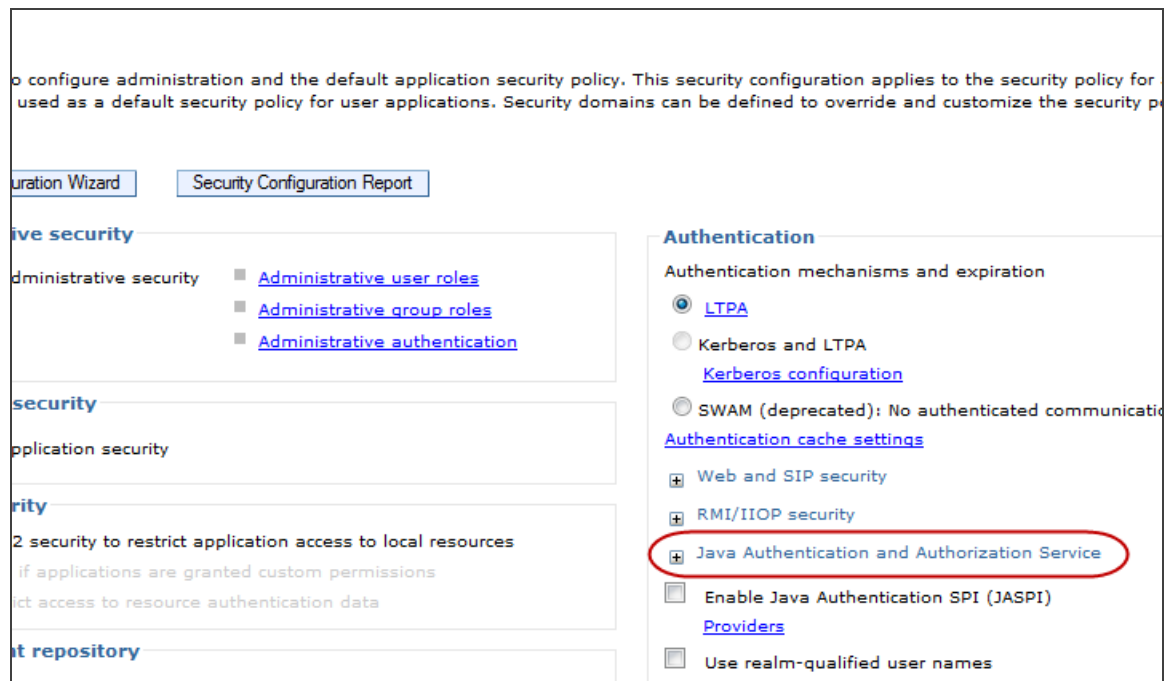 o configure administration and the default application security policy. This security configuration applies to the security policy for
used as a default security policy for user applications. Security domains can be defined to override and customize the security p
uration Wizard
Security Configuration Report
ive security
dministrative security
Administrative user roles
Administrative group roles
Administrative authentication
security
pplication security
rity
2 security to restrict application access to local resources
if applications are granted custom permissions
ict access to resource authentication data
nt repository
Authentication
Authentication mechanisms and expiration
LTPA
Kerberos and LTPA
Kerberos configuration
SWAM (deprecated): No authenticated communicatio
Authentication cache settings
Web and SIP security
RMI/IIOP security
Java Authentication and Authorization Service
Enable Java Authentication SPI (JASPI)
Providers
Use realm-qualified user names